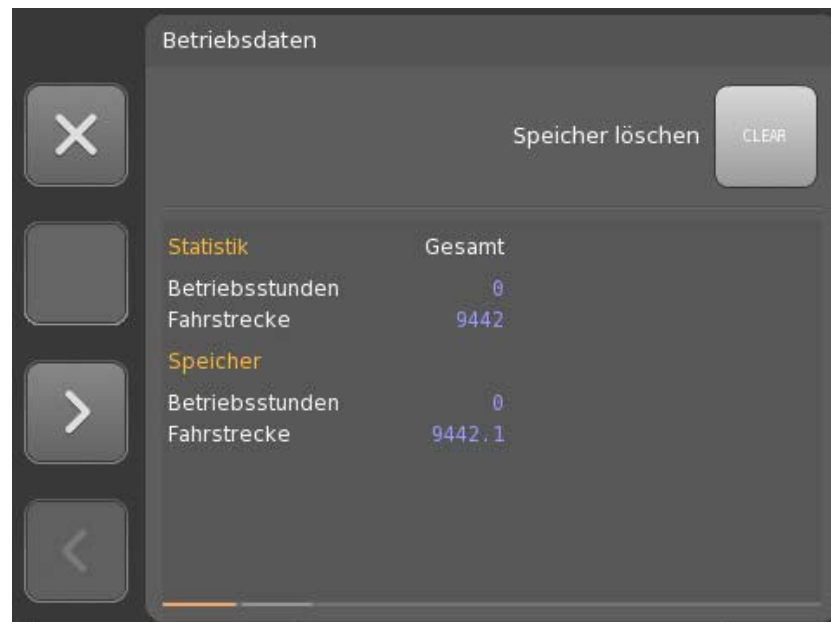 Betriebsdaten
Speicher löschen CLEAR
Statistik Gesamt
Betriebsstunden 0
Fahrstrecke 9442
Speicher
Betriebsstunden 0
Fahrstrecke 9442.1